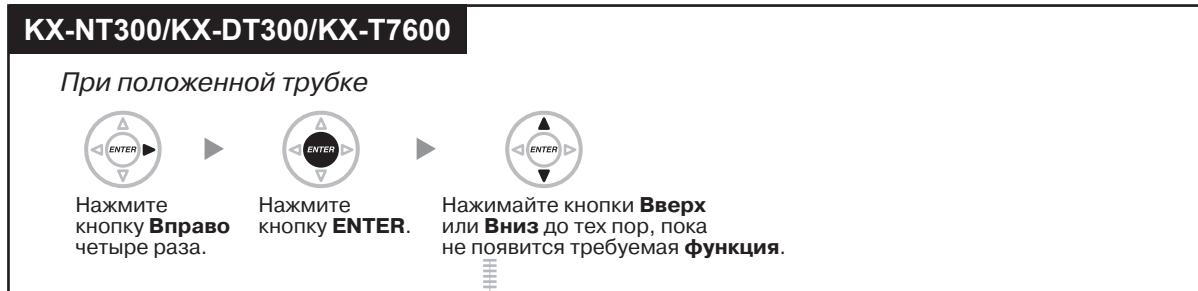 KX-NT300/KX-DT300/KX-T7600
При положенной трубке
ENTER ENTER ENTER
Нажмите Нажмите Нажимайте кнопки Вверх
кнопку Вправо кнопку ENTER. или Вниз до тех пор, пока
четыре раза. не появится требуемая функция.